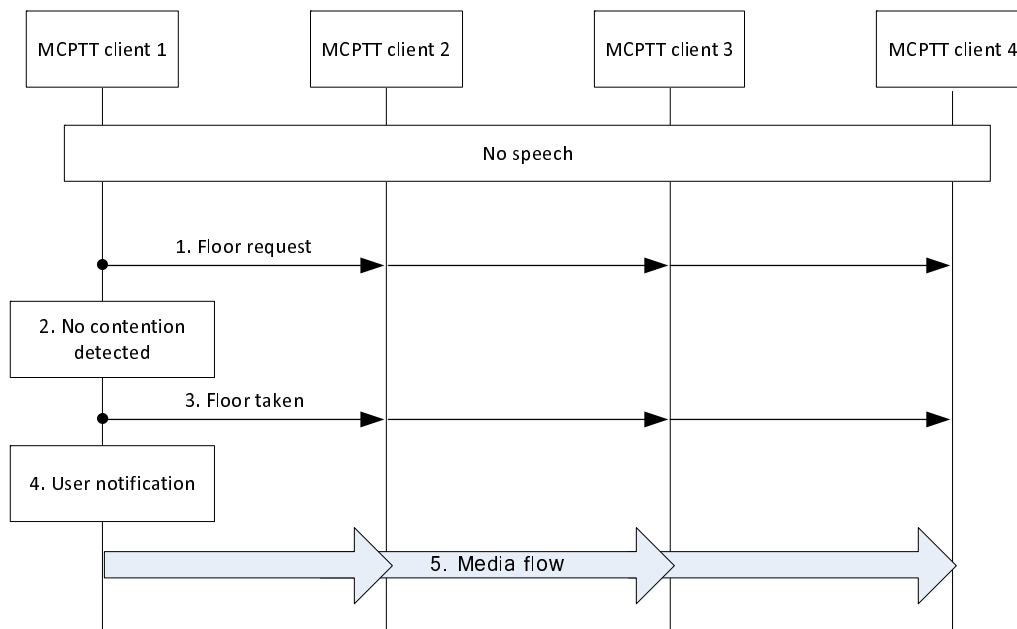 MCPTT client 1
MCPTT client 2
MCPTT client 3
MCPTT client 4
No speech
1. Floor request
2. No contention
detected
3. Floor taken
4. User notification
5. Media flow